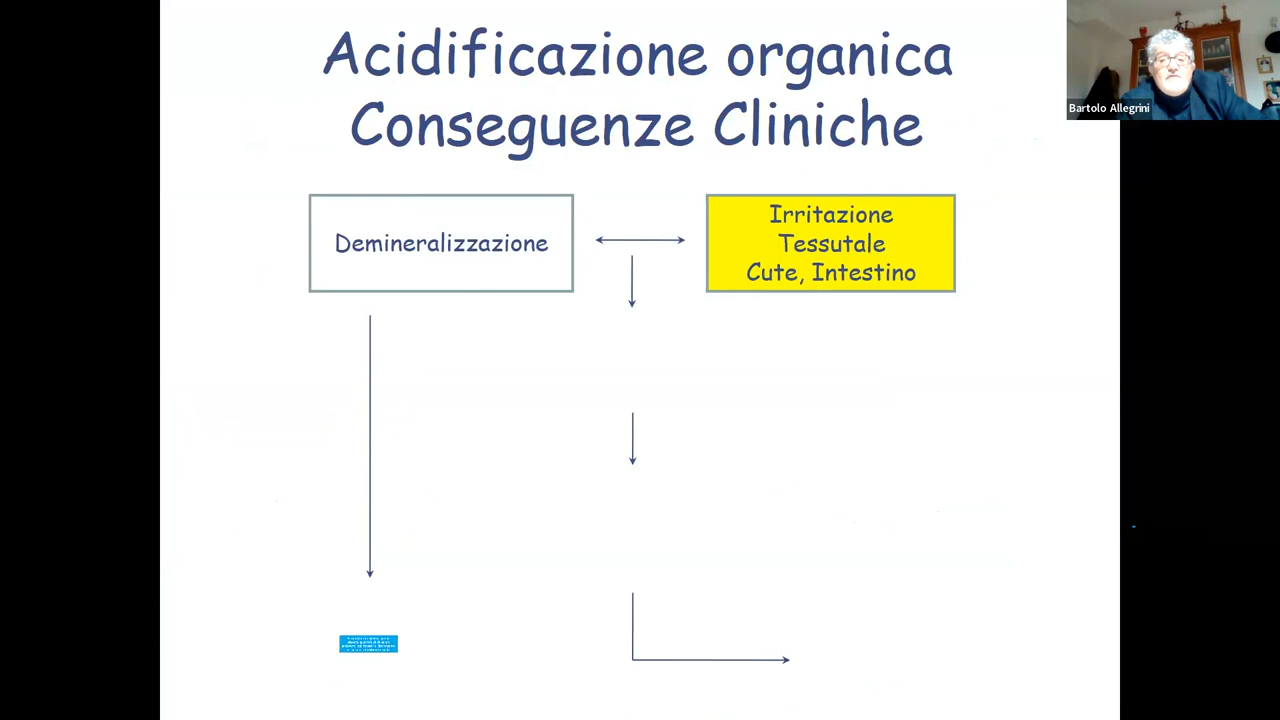 Acidificazione organica
Conseguenze Cliniche
Bartolo Allegrini
Demineralizzazione
Irritazione
Tessutale
Cute, Intestino